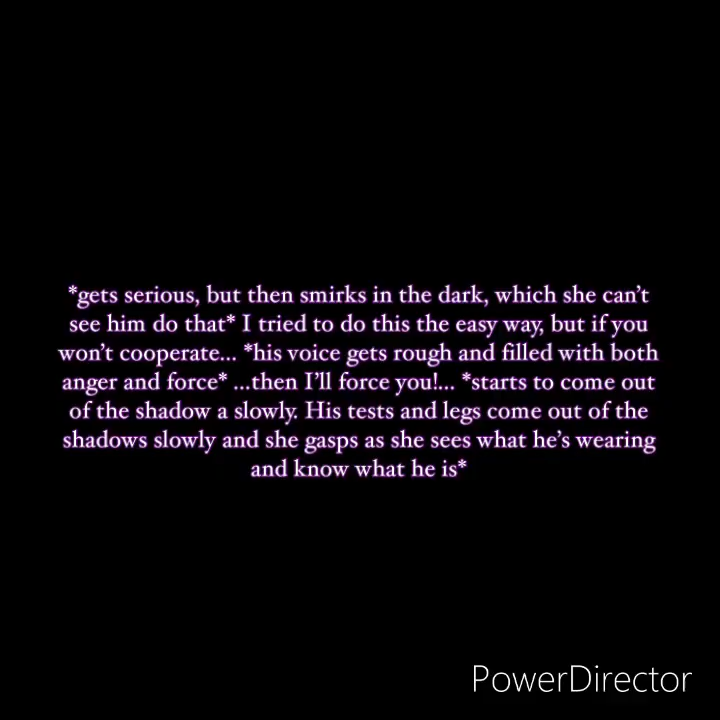 *gets serious, but then smirks in the dark, which she can’t
see him do that* I tried to do this the easy way, but if you
won’t cooperate... *his voice gets rough and filled with both
anger and force* ...then I’ll force you!... *starts to come out
of the shadow a slowly. His tests and legs come out of the
shadows slowly and she gasps as she sees what he’s wearing
and know what he is*
PowerDirector